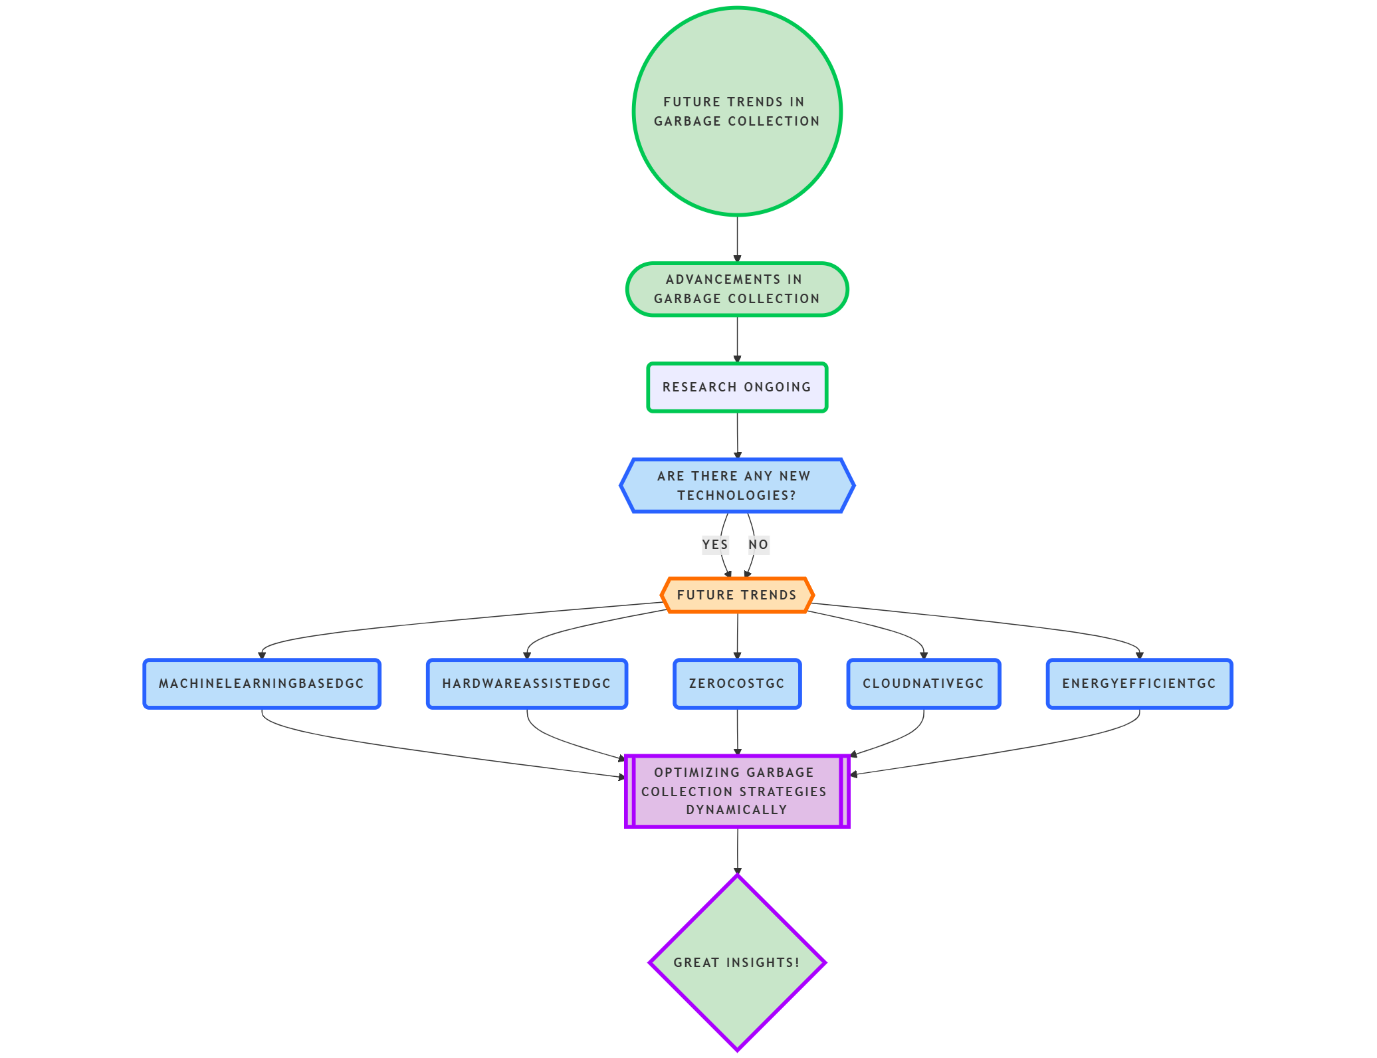 FUTURE TRENDS IN
GARBAGE COLLECTION
ADVANCEMENTS IN
GARBAGE COLLECTION
RESEARCH ONGOING
ARE THERE ANY NEW
TECHNOLOGIES?
YES
NO
FUTURE TRENDS
MACHINELEARNINGBASEDGC
HARDWAREASSISTEDGC
ZEROCOSTGC
CLOUDNATIVEGC
ENERGYEFFICIENTGC
OPTIMIZING GARBAGE
COLLECTION STRATEGIES
DYNAMICALLY
GREAT INSIGHTS!